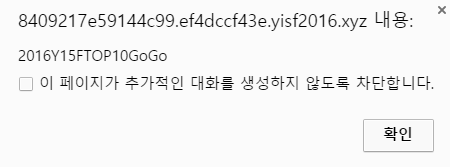 8409217e59144c99.ef4dccf43e.yisf2016.xyz 내용:
2016Y15FTOP10GoGo
이 페이지가 추가적인 대화를 생성하지 않도록 차단합니다.
확인